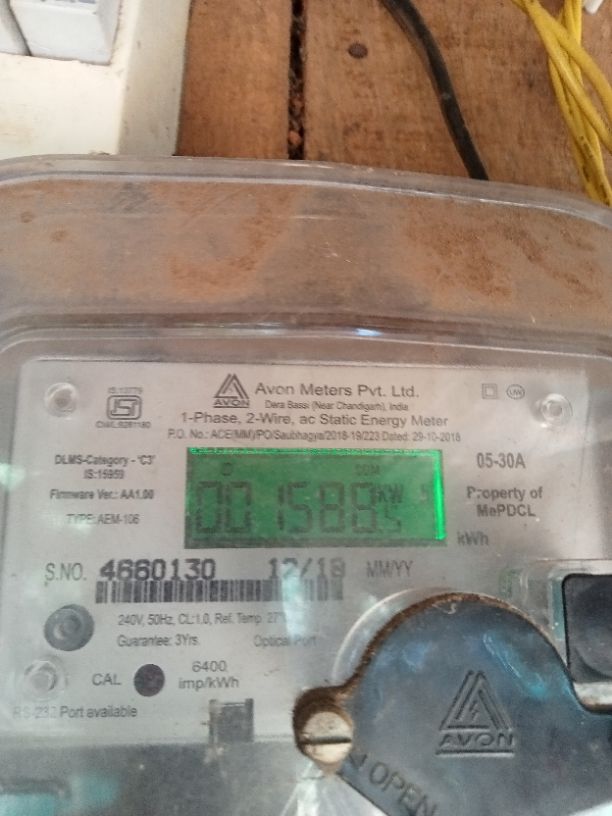 IS:13779
Avon Meters Pvt. Ltd.
Dera Bassi (Near Chandigarh), India
1-Phase, 2-Wire, ac Static Energy Meter
P.O. No.: ACE(MM)/PO/Saubhagya/2018-19/223 Dated: 29-10-2018
DLMS-Category - 'C3'
IS:15959
Firmware Ver.: AA1.00
TYPE: AEM-106
05-30A
Property of
MePDCL
CUM
001588 kW
kWh
S.NO. 4660130 12/18 MM/YY
240V, 50Hz, CL:1.0, Ref. Temp. 27°
Guarantee: 3Yrs. Optical Port
CAL 6400
imp/kWh
RS-232 Port available
AVON
OPEN